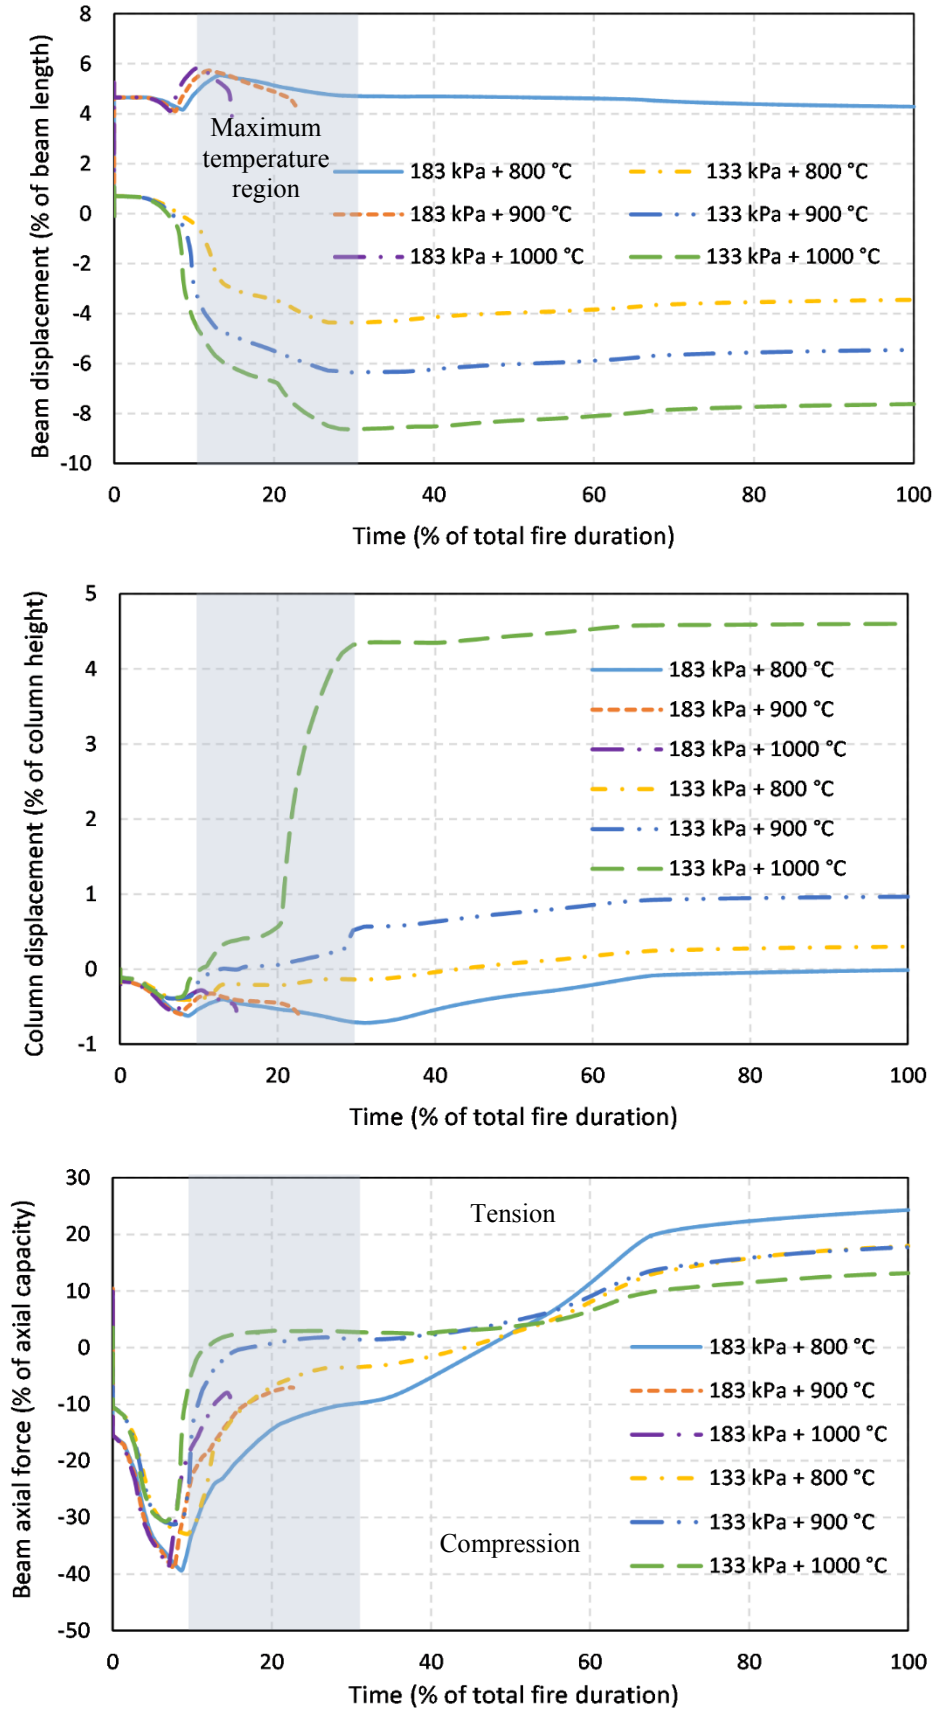 8
6
4
2
0
-2
-4
-6
-8
-10
Beam displacement (% of beam length)
Maximum
temperature
region
183 kPa + 800 °C
133 kPa + 800 °C
183 kPa + 900 °C
133 kPa + 900 °C
183 kPa + 1000 °C
133 kPa + 1000 °C
0 20 40 60 80 100
Time (% of total fire duration)
5
4
3
2
1
0
-1
Column displacement (% of column height)
183 kPa + 800 °C
183 kPa + 900 °C
183 kPa + 1000 °C
133 kPa + 800 °C
133 kPa + 900 °C
133 kPa + 1000 °C
0 20 40 60 80 100
Time (% of total fire duration)
30
20
10
0
-10
-20
-30
-40
-50
Beam axial force (% of axial capacity)
Tension
183 kPa + 800 °C
183 kPa + 900 °C
183 kPa + 1000 °C
133 kPa + 800 °C
133 kPa + 900 °C
133 kPa + 1000 °C
Compression
0 20 40 60 80 100
Time (% of total fire duration)